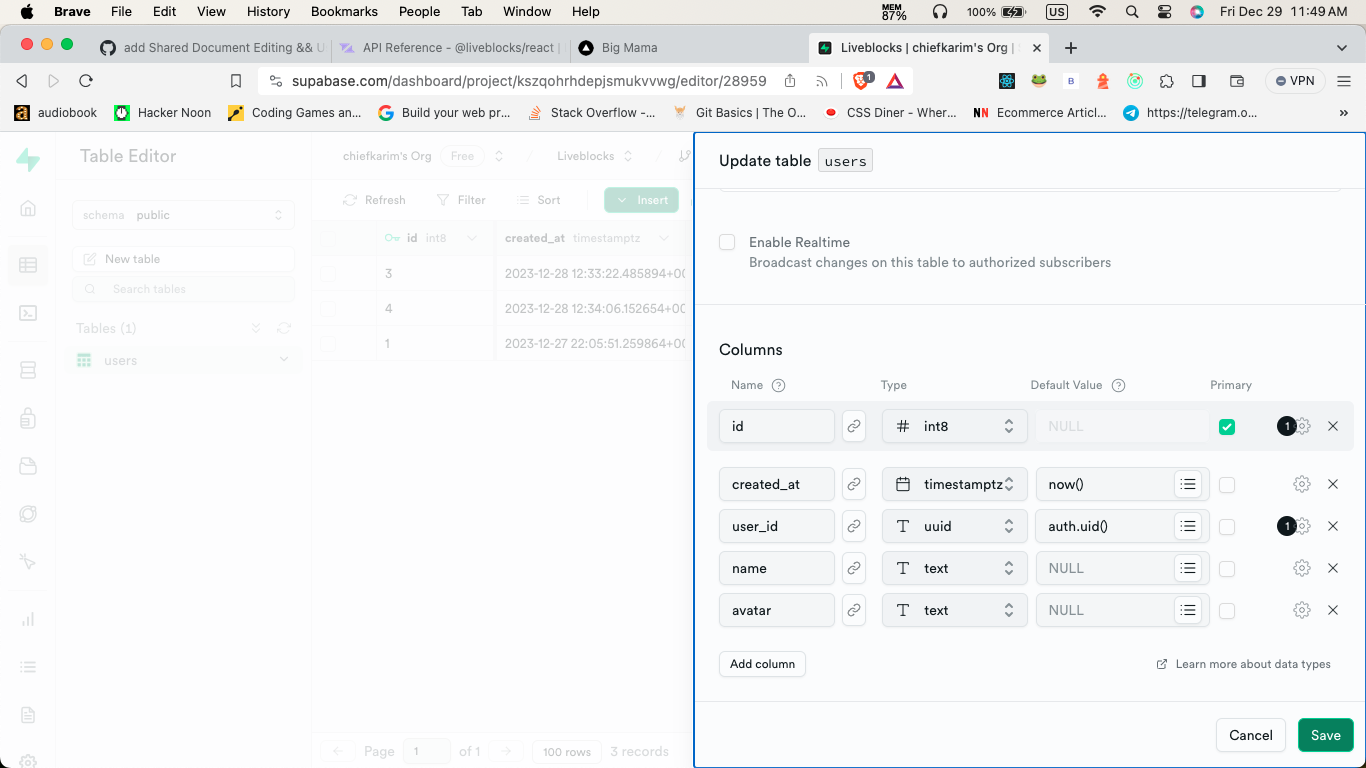 Brave File Edit View History Bookmarks People Tab Window Help MEM 87% 100% US Fri Dec 29 11:49 AM
add Shared Document Editing && U API Reference - @liveblocks/react | Big Mama Liveblocks | chiefkarim's Org |
supabase.com/dashboard/project/kszqohrhdepjsmukvvwg/editor/28959 1 B VPN
a audiobook Hacker Noon Coding Games an... Build your web pr... Stack Overflow -... Git Basics | The O... CSS Diner - Wher... NN Ecommerce Articl... https://telegram.o... »
Table Editor
chiefkarim's Org Free / Liveblocks /
Refresh Filter Sort Insert
schema public
New table
Search tables
Tables (1)
users
id int8 created_at timestamptz
3 2023-12-28 12:33:22.485894+00
4 2023-12-28 12:34:06.152654+00
1 2023-12-27 22:05:51.259864+00
Page 1 of 1 100 rows 3 records
Update table users
Enable Realtime
Broadcast changes on this table to authorized subscribers
Columns
Name ? Type Default Value ? Primary
id # int8 NULL 1
created_at timestamptz now()
user_id T uuid auth.uid() 1
name T text NULL
avatar T text NULL
Add column Learn more about data types
Cancel Save